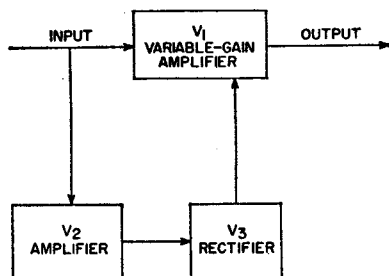 INPUT
V1
VARIABLE-GAIN
AMPLIFIER
OUTPUT
V2
AMPLIFIER
V3
RECTIFIER